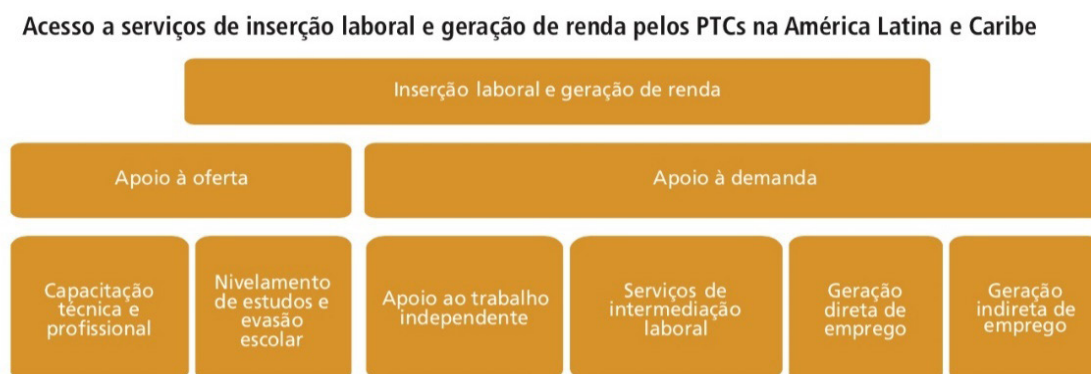 Acesso a serviços de inserção laboral e geração de renda pelos PTCs na América Latina e Caribe
Inserção laboral e geração de renda
Apoio à oferta
Apoio à demanda
Capacitação
técnica e
profissional
Nivelamento
de estudos e
evasão
escolar
Apoio ao trabalho
independente
Serviços de
intermediação
laboral
Geração
direta de
emprego
Geração
indireta de
emprego